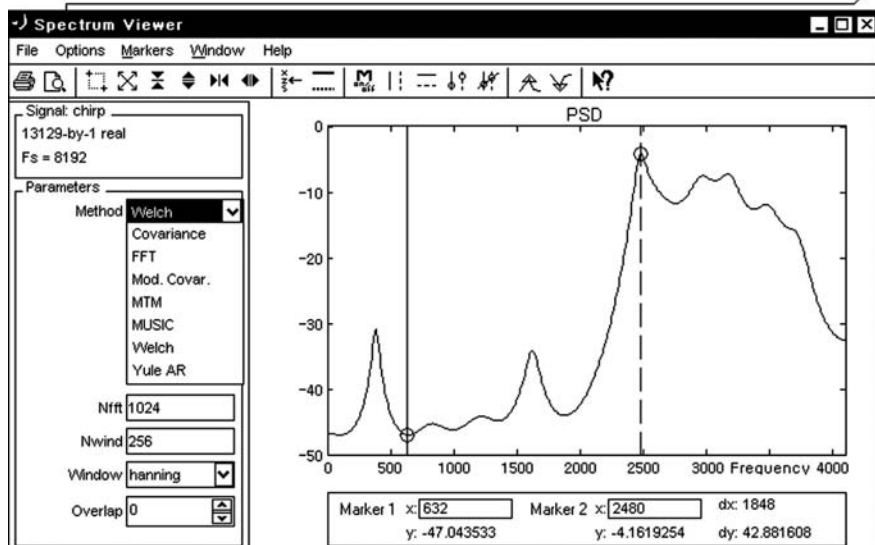 Spectrum Viewer
File Options Markers Window Help
M on/off
Signal: chirp
13129-by-1 real
Fs = 8192
Parameters
Method Welch
Covariance
FFT
Mod. Covar.
MTM
MUSIC
Welch
Yule AR
Nfft 1024
Nwind 256
Window hanning
Overlap 0
PSD
0
-10
-20
-30
-40
-50
0 500 1000 1500 2000 2500 3000 Frequency 4000
Marker 1 x: 632 Marker 2 x: 2480 dx: 1848
y: -47.043533 y: -4.1619254 dy: 42.881608